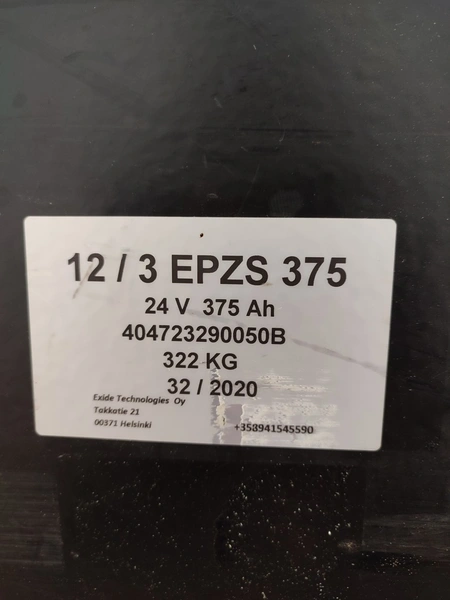 12 / 3 EPZS 375
24 V 375 Ah
404723290050B
322 KG
32 / 2020
Exide Technologies Oy
Takkatie 21
00371 Helsinki
+358941545590